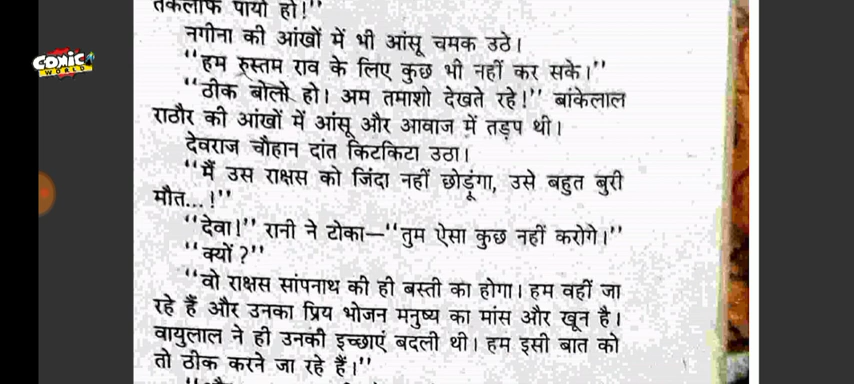 तकलीफ पायो हो!''
नगीना की आंखों में भी आंसू चमक उठे।
COMIC WORLD
''हम रुस्तम राव के लिए कुछ भी नहीं कर सके।''
''ठीक बोलो हो। अम तमाशो देखते रहे!'' बांकेलाल
राठौर की आंखों में आंसू और आवाज में तड़प थी।
देवराज चौहान दांत किटकिटा उठा।
''मैं उस राक्षस को जिंदा नहीं छोड़ूंगा, उसे बहुत बुरी
मौत...!''
''देवा!'' रानी ने टोका—''तुम ऐसा कुछ नहीं करोगे।''
''क्यों?''
''वो राक्षस सांपनाथ की ही बस्ती का होगा। हम वहीं जा
रहे हैं और उनका प्रिय भोजन मनुष्य का मांस और खून है।
वायुलाल ने ही उनकी इच्छाएं बदली थी। हम इसी बात को
तो ठीक करने जा रहे हैं।''